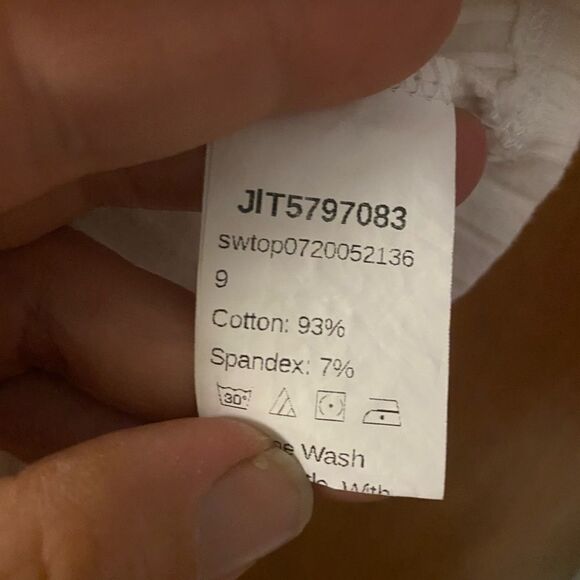 JIT5797083
swtop0720052136
9
Cotton: 93%
Spandex: 7%
30°
Wash